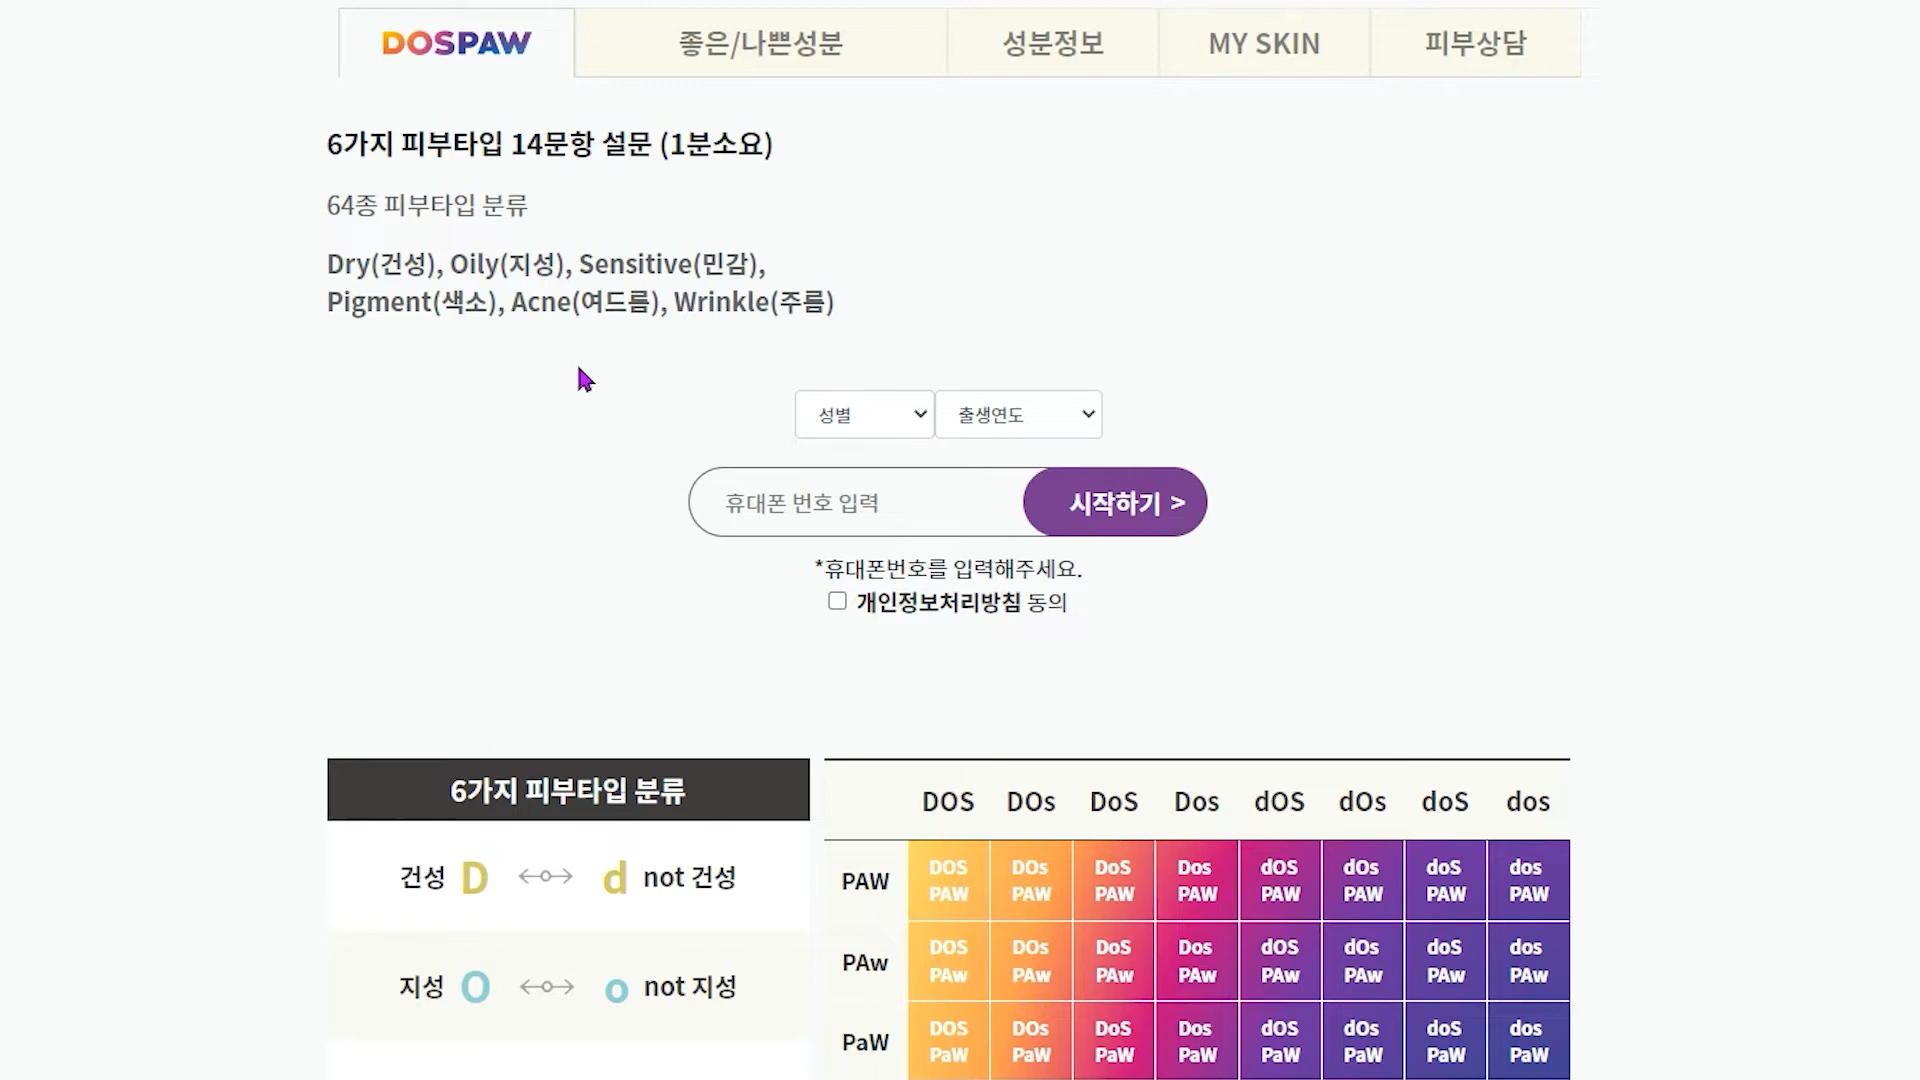 DOSPAW 좋은/나쁜성분 성분정보 MY SKIN 피부상담
6가지 피부타입 14문항 설문 (1분소요)
64종 피부타입 분류
Dry(건성), Oily(지성), Sensitive(민감),
Pigment(색소), Acne(여드름), Wrinkle(주름)
성별 출생연도
휴대폰 번호 입력 시작하기 >
*휴대폰번호를 입력해주세요.
개인정보처리방침 동의
6가지 피부타입 분류
건성 D d not 건성
지성 O o not 지성
DOS DOs DoS Dos dOS dOs doS dos
PAW
DOS DOs DoS Dos dOS dOs doS dos
PAW PAW PAW PAW PAW PAW PAW PAW
PAw
DOS DOs DoS Dos dOS dOs doS dos
PAw PAw PAw PAw PAw PAw PAw PAw
PaW
DOS DOs DoS Dos dOS dOs doS dos
PaW PaW PaW PaW PaW PaW PaW PaW